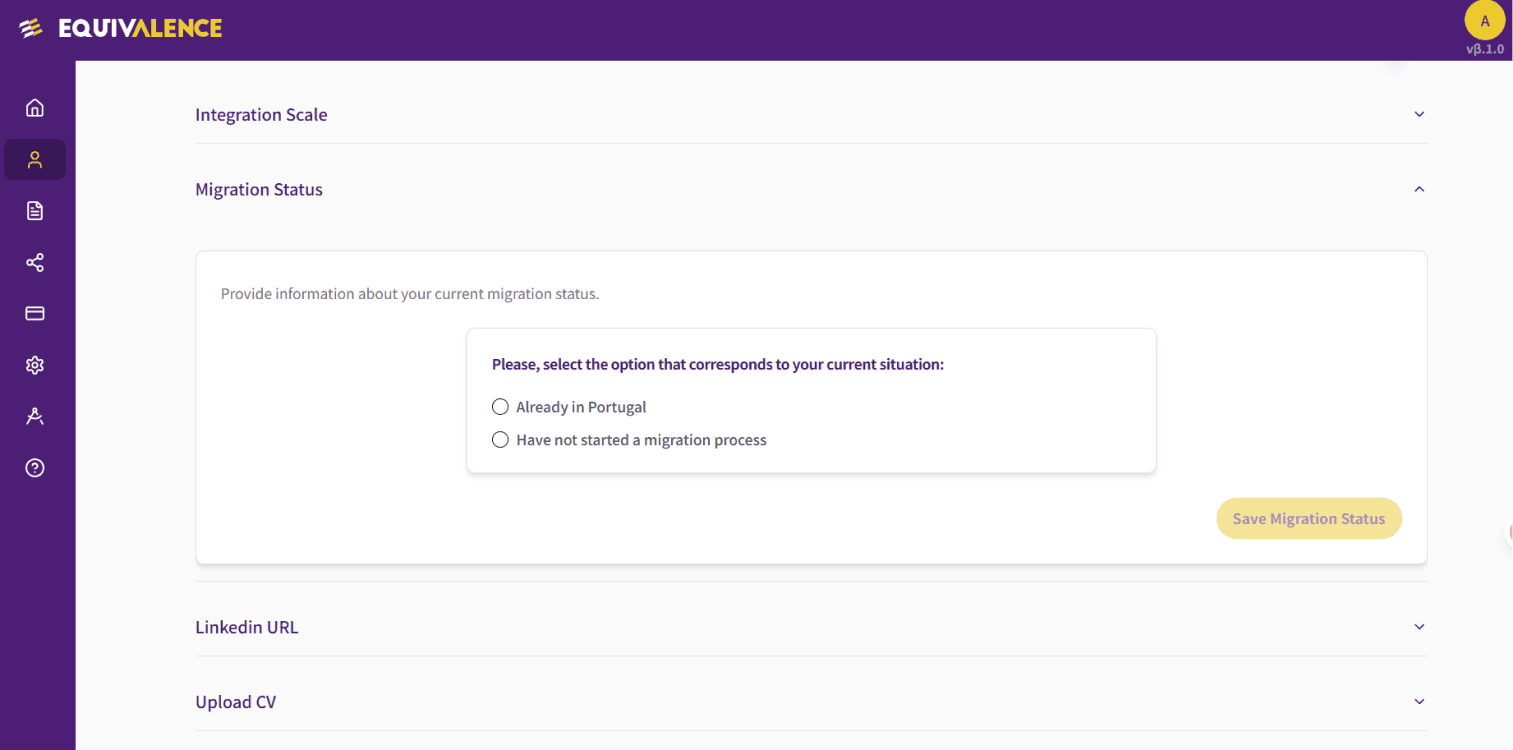 EQUIVALENCE
A
vβ.1.0
Integration Scale
Migration Status
Provide information about your current migration status.
Please, select the option that corresponds to your current situation:
Already in Portugal
Have not started a migration process
Save Migration Status
Linkedin URL
Upload CV